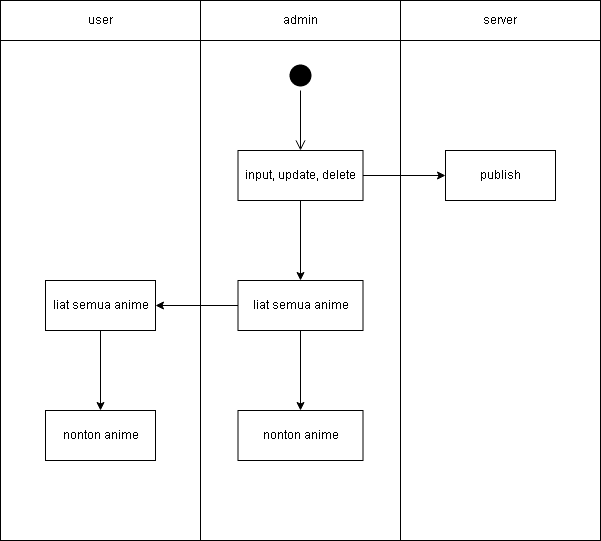 user
admin
server
input, update, delete
publish
liat semua anime
liat semua anime
nonton anime
nonton anime